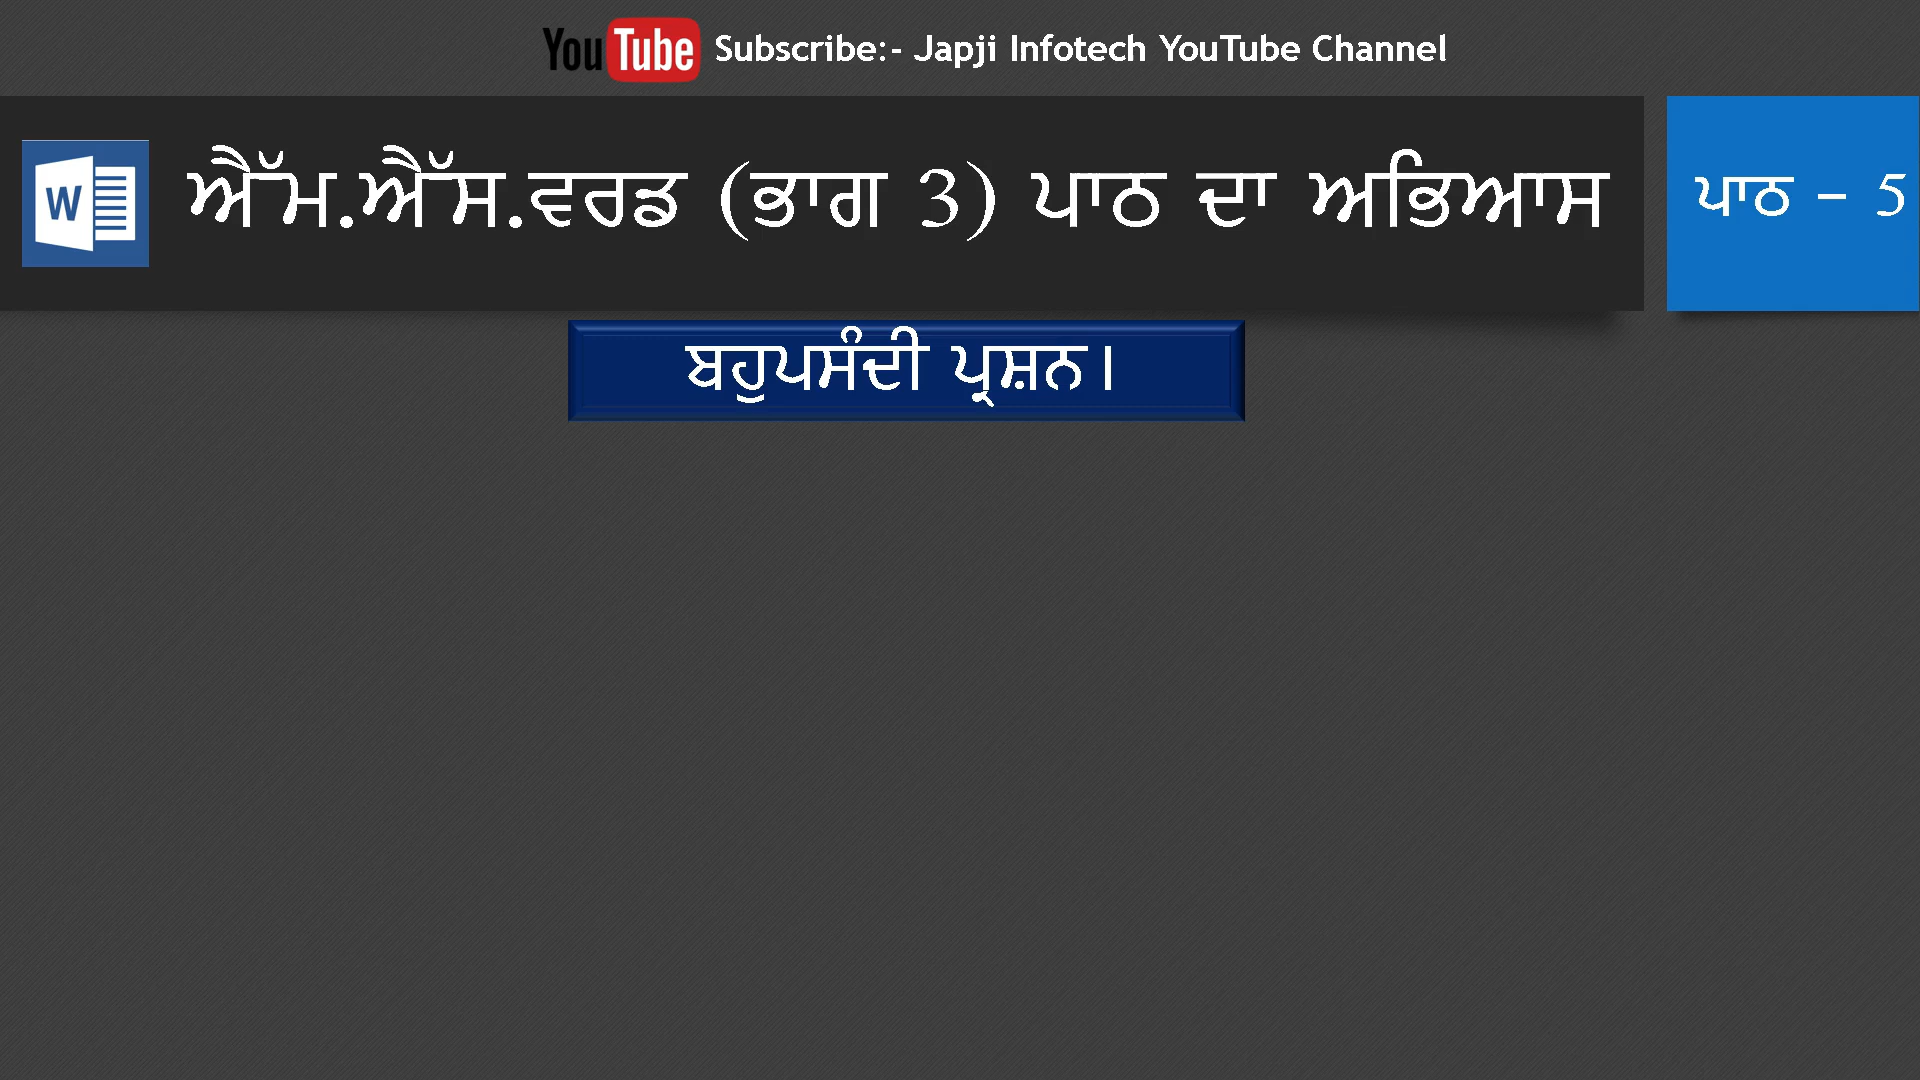 YouTube Subscribe:- Japji Infotech YouTube Channel
W
ਐੱਮ.ਐੱਸ.ਵਰਡ (ਭਾਗ 3) ਪਾਠ ਦਾ ਅਭਿਆਸ
ਪਾਠ – 5
ਬਹੁਪਸੰਦੀ ਪ੍ਰਸ਼ਨ।